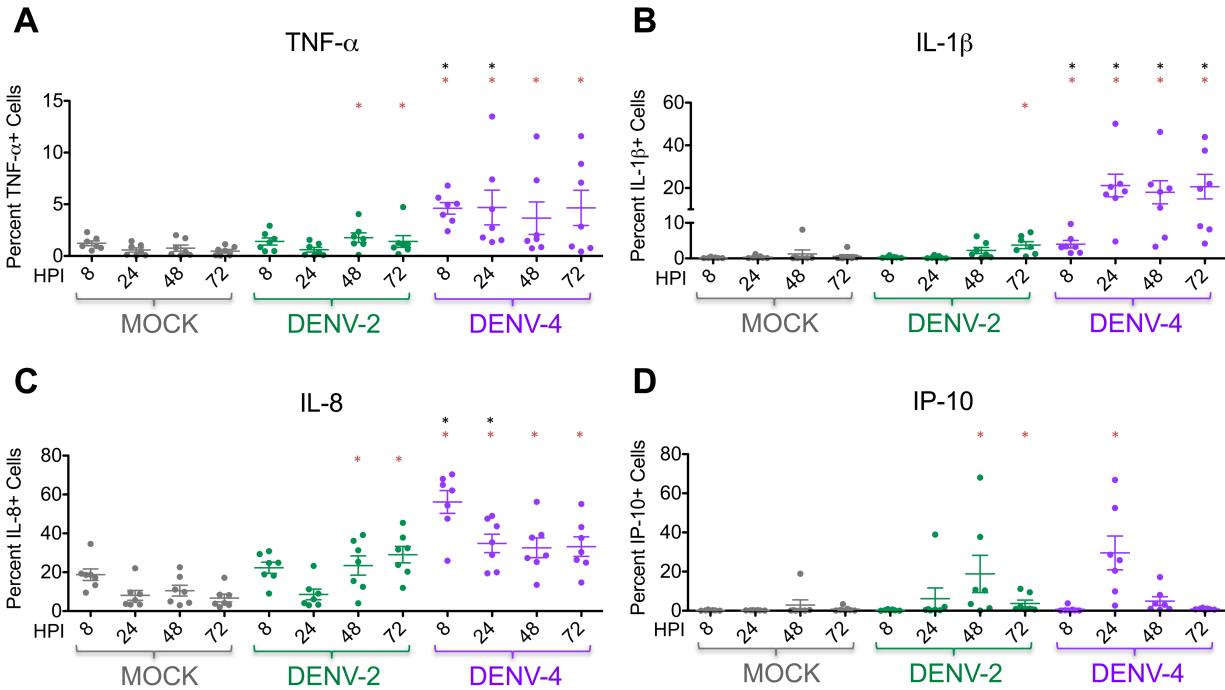 A
TNF-α
* *
* * * * * *
Percent TNF-α+ Cells
15
10
5
0
HPI 8 24 48 72 8 24 48 72 8 24 48 72
MOCK DENV-2 DENV-4
B
IL-1β
* * * *
* * * * *
Percent IL-1β+ Cells
60
40
20
10
0
HPI 8 24 48 72 8 24 48 72 8 24 48 72
MOCK DENV-2 DENV-4
C
IL-8
* *
* * * * * *
Percent IL-8+ Cells
80
60
40
20
0
HPI 8 24 48 72 8 24 48 72 8 24 48 72
MOCK DENV-2 DENV-4
D
IP-10
* * *
Percent IP-10+ Cells
80
60
40
20
0
HPI 8 24 48 72 8 24 48 72 8 24 48 72
MOCK DENV-2 DENV-4